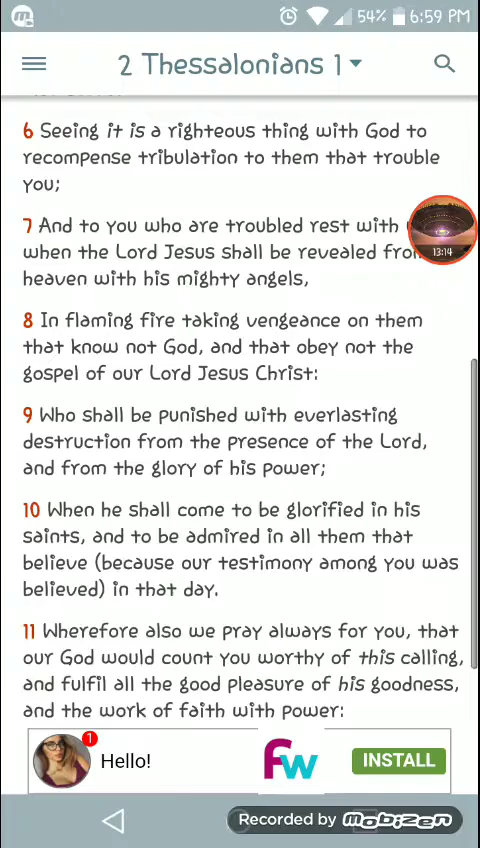 54% 6:59 PM
2 Thessalonians 1
6 Seeing it is a righteous thing with God to
recompense tribulation to them that trouble
you;
7 And to you who are troubled rest with
when the Lord Jesus shall be revealed
heaven with his mighty angels,
13:14
8 In flaming fire taking vengeance on them
that know not God, and that obey not the
gospel of our Lord Jesus Christ:
9 Who shall be punished with everlasting
destruction from the presence of the Lord,
and from the glory of his power;
10 When he shall come to be glorified in his
saints, and to be admired in all them that
believe (because our testimony among you was
believed) in that day.
11 Wherefore also we pray always for you, that
our God would count you worthy of this calling,
and fulfil all the good pleasure of his goodness,
and the work of faith with power:
1
Hello!
FW
INSTALL
Recorded by mobizen